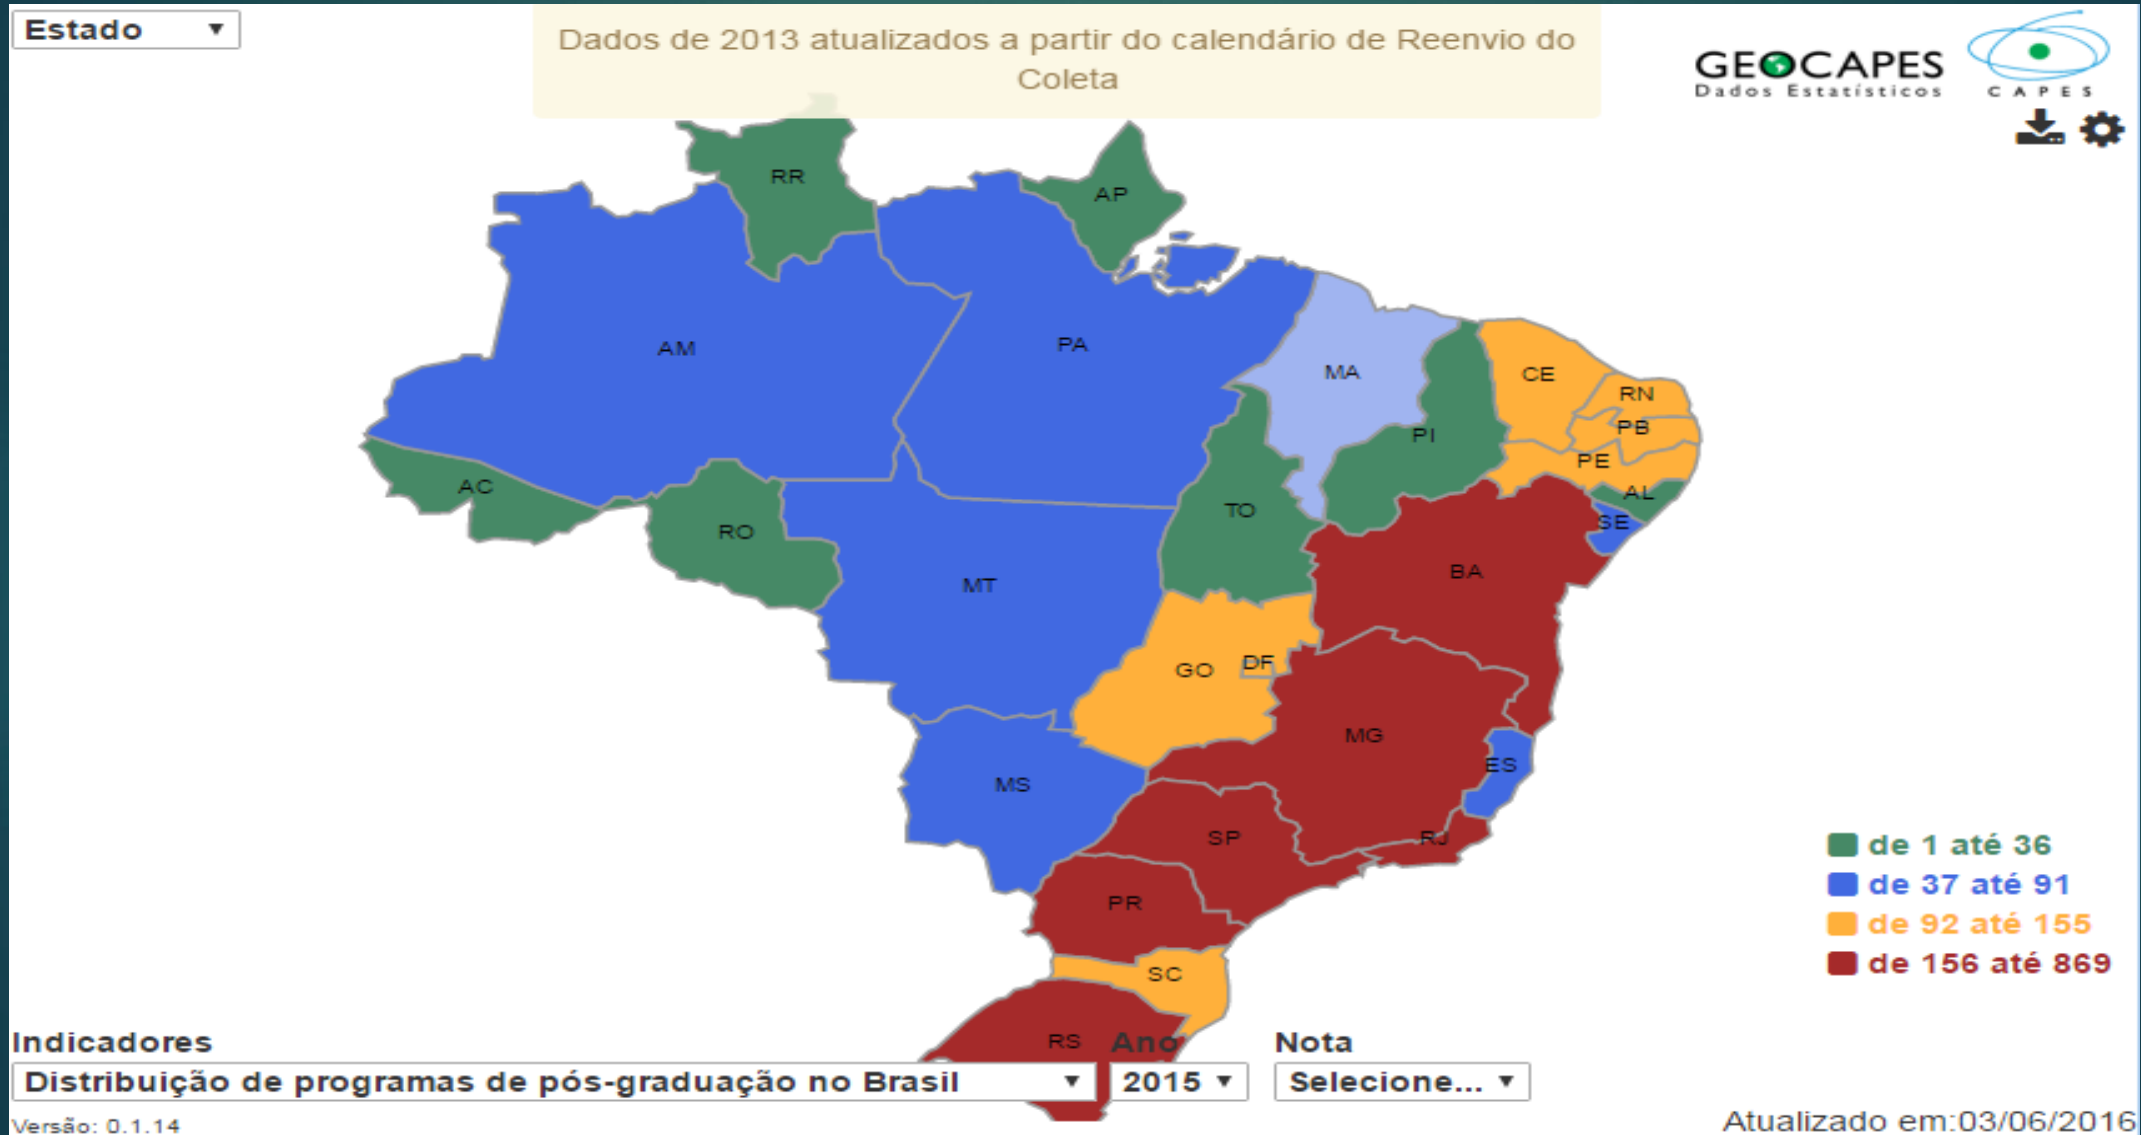 Estado
Dados de 2013 atualizados a partir do calendário de Reenvio do
Coleta
GEOCAPES
Dados Estatísticos
CAPES
RR
AP
AM
PA
MA
CE
RN
PB
PI
PE
AC
AL
TO
SE
RO
BA
MT
GO
DF
MG
ES
MS
SP
RJ
PR
SC
RS
de 1 até 36
de 37 até 91
de 92 até 155
de 156 até 869
Indicadores
Ano
Nota
Distribuição de programas de pós-graduação no Brasil
2015
Selecione...
Versão: 0.1.14
Atualizado em:03/06/2016